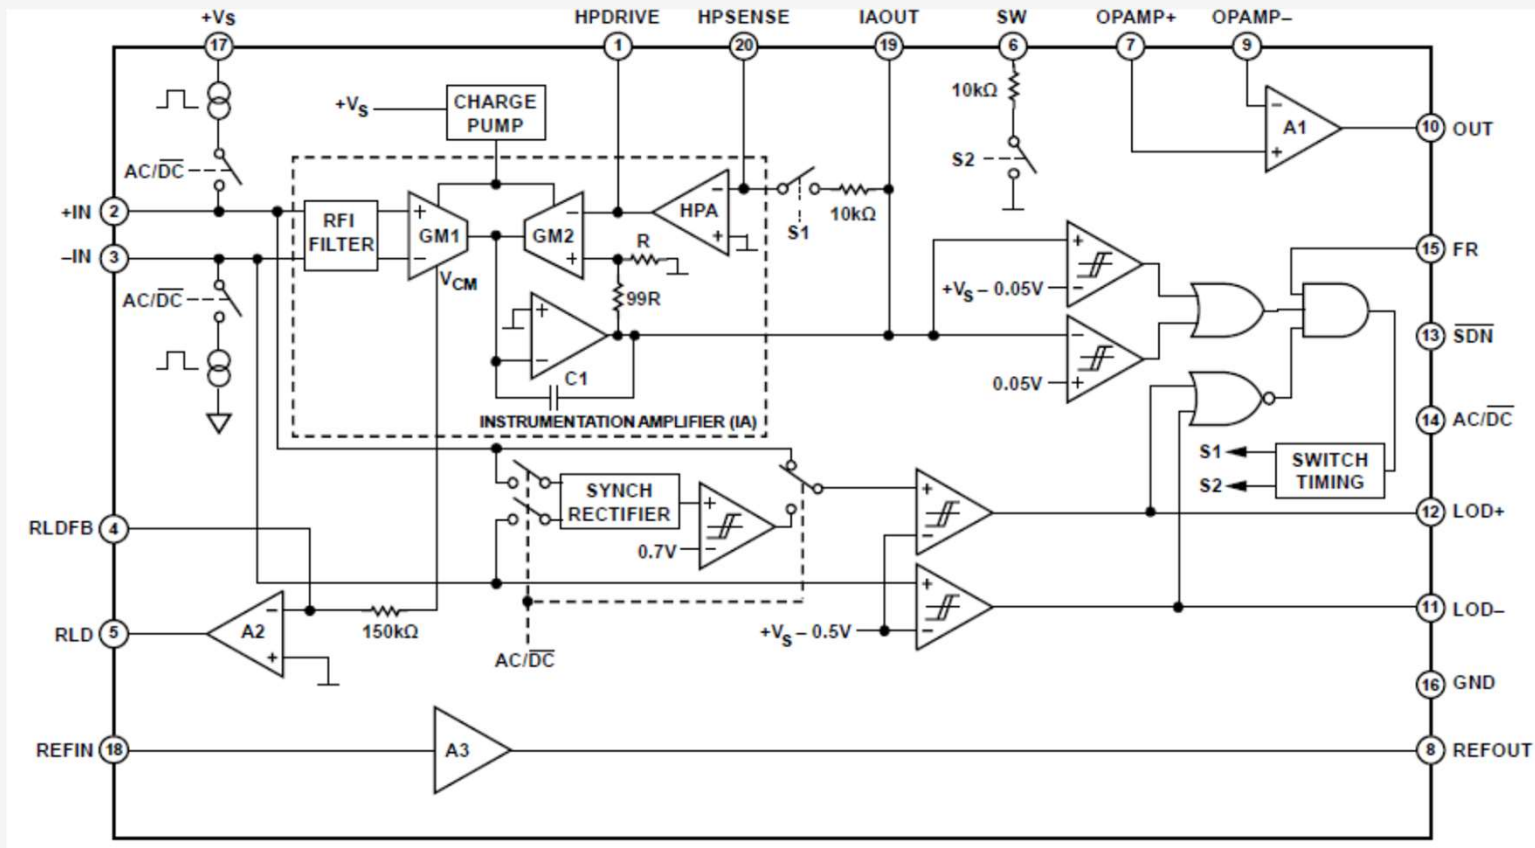 +VS
HPDRIVE
HPSENSE
IAOUT
SW
OPAMP+
OPAMP–
17
1
20
19
6
7
9
+VS
CHARGE
PUMP
10kΩ
–
A1
+
10
OUT
AC/DC
S2
+IN
2
RFI
FILTER
+
GM1
–
–
GM2
+
–
HPA
+
S1
10kΩ
–IN
3
VCM
R
99R
15
FR
+
+VS – 0.05V
–
AC/DC
+
–
C1
–
0.05V
+
13
SDN
INSTRUMENTATION AMPLIFIER (IA)
14
AC/DC
S1
S2
SWITCH
TIMING
SYNCH
RECTIFIER
+
0.7V
–
+
–
12
LOD+
RLDFB
4
+
–
11
LOD–
+VS – 0.5V
RLD
5
A2
–
+
150kΩ
AC/DC
16
GND
REFIN
18
A3
8
REFOUT